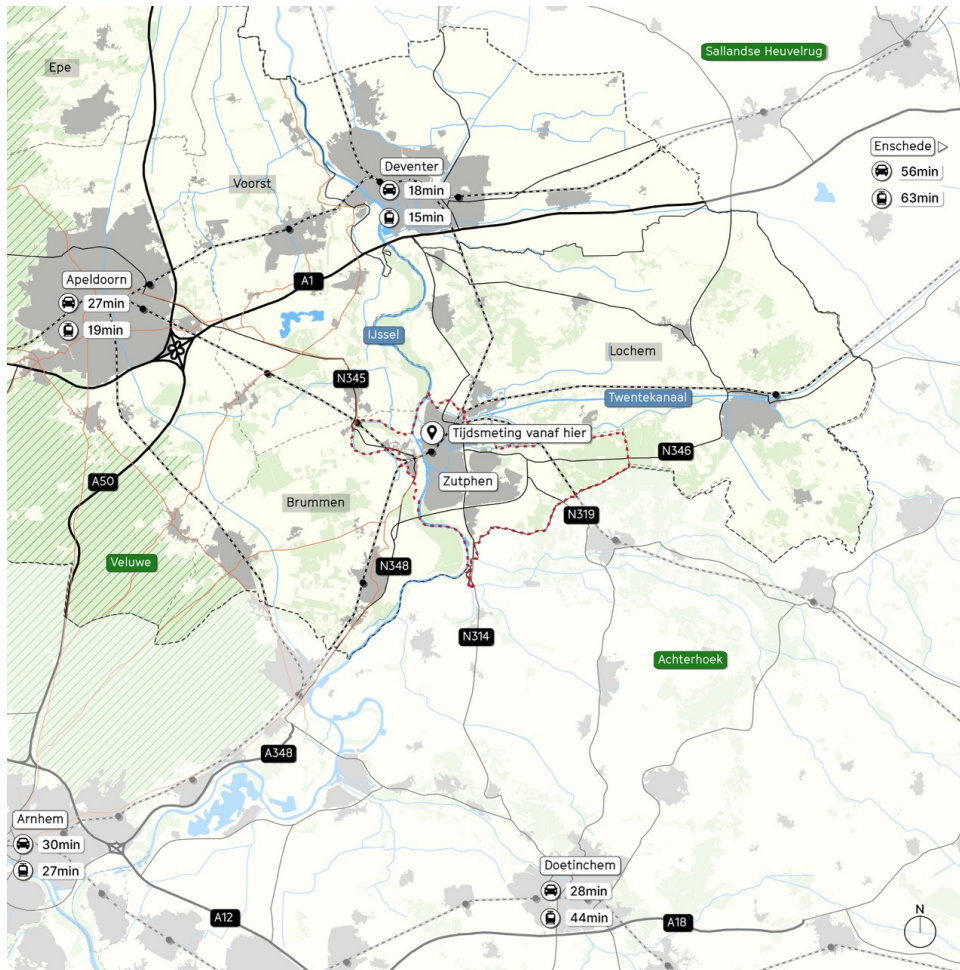 Sallandse Heuvelrug
Epe
Enschede
56min
63min
Deventer
18min
15min
Voorst
Apeldoorn
27min
19min
A1
IJssel
Lochem
N345
Twentekanaal
Tijdsmeting vanaf hier
N346
Zutphen
A50
Brummen
N319
Veluwe
N348
N314
Achterhoek
A348
Arnhem
30min
27min
Doetinchem
28min
44min
A12
A18
N